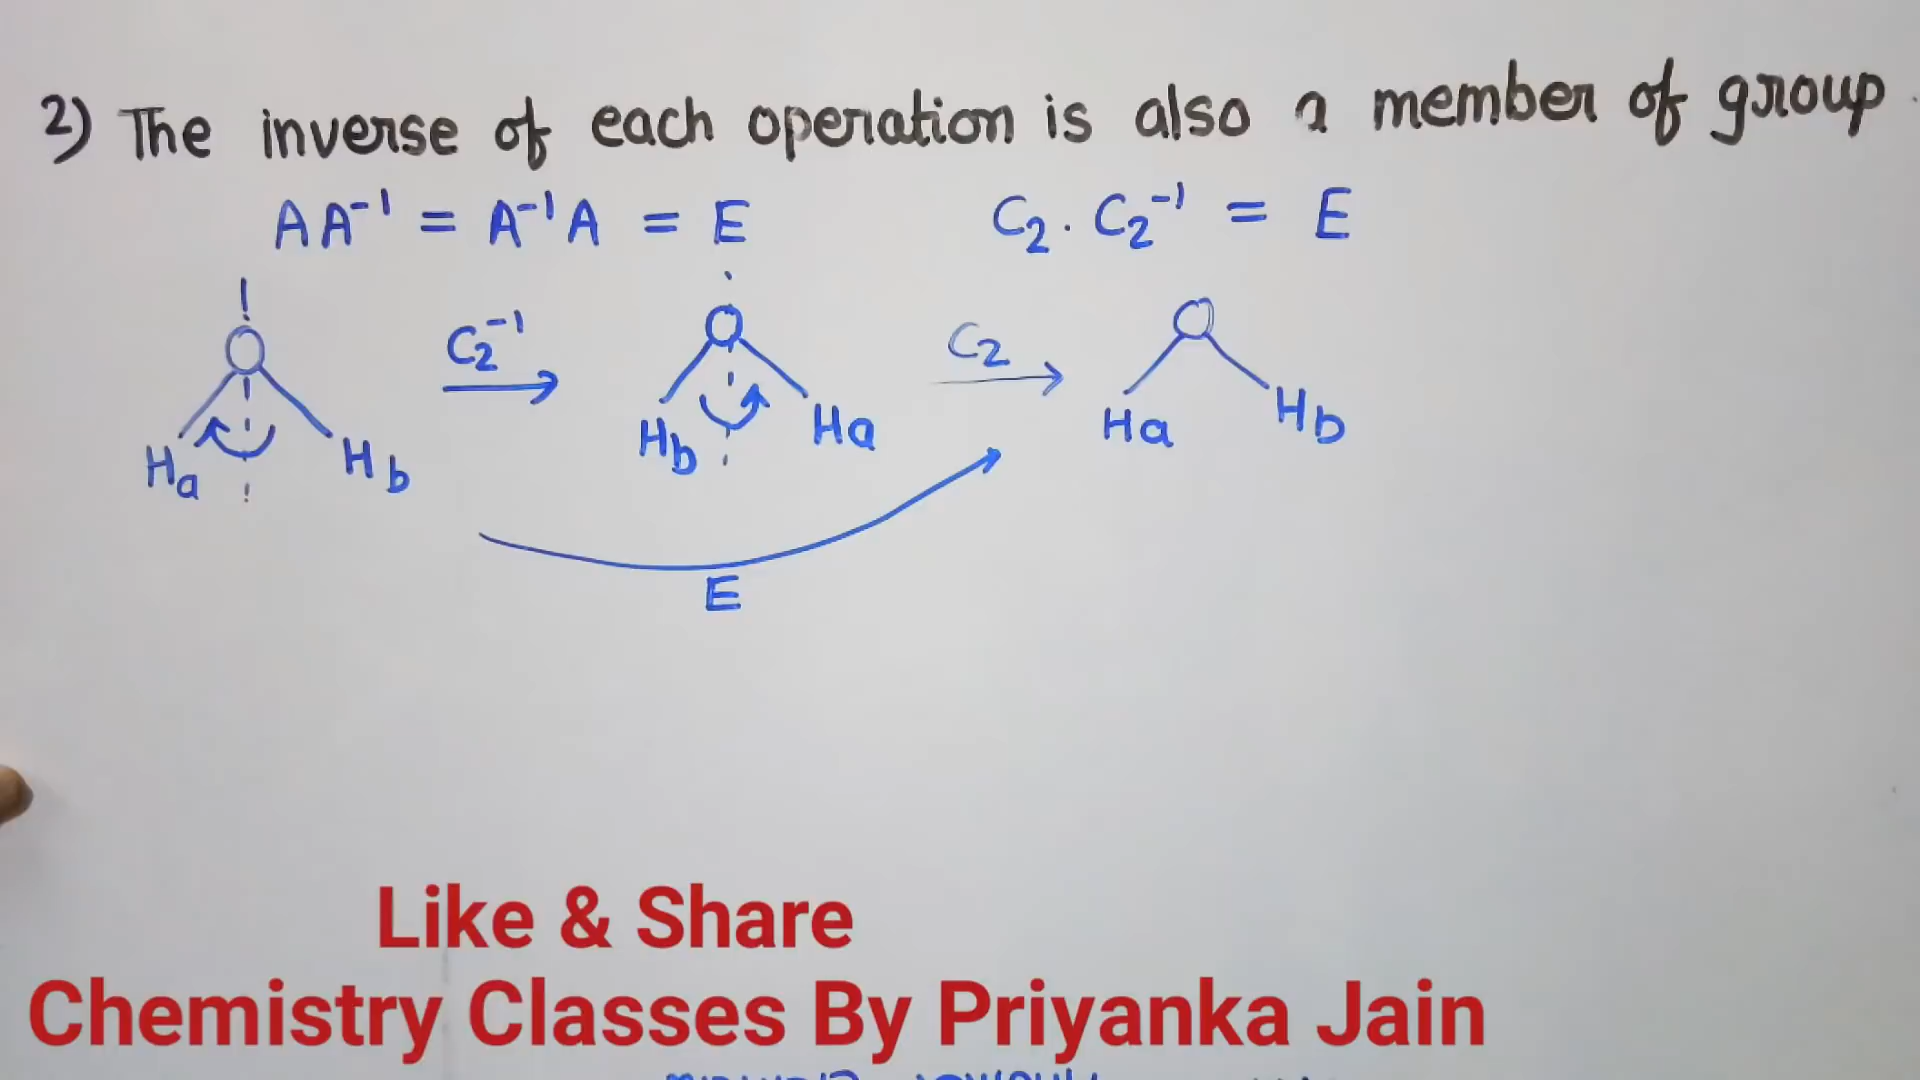 2) The inverse of each operation is also a member of group
AA⁻¹ = A⁻¹A = E
C₂ · C₂⁻¹ = E
O
Ha Hb
C₂⁻¹
O
Hb Ha
C₂
O
Ha Hb
E
Like & Share
Chemistry Classes By Priyanka Jain